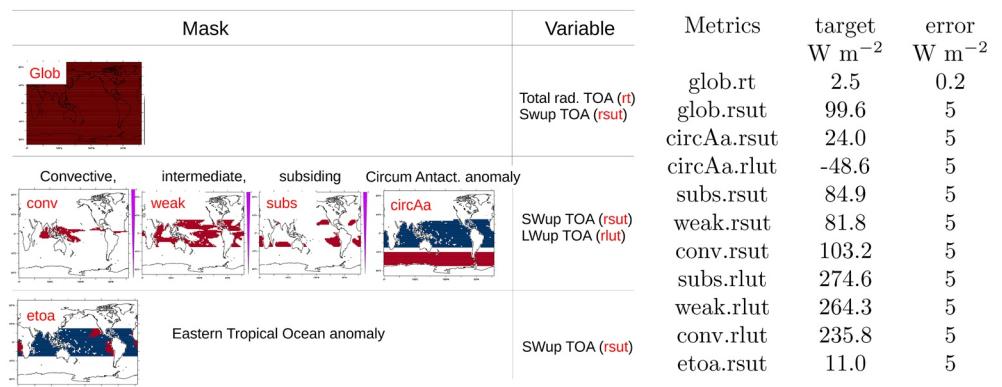 Mask
Variable
Glob
Total rad. TOA (rt)
Swup TOA (rsut)
Convective,
intermediate,
subsiding
Circum Antact. anomaly
conv
weak
subs
circAa
SWup TOA (rsut)
LWup TOA (rlut)
etoa
Eastern Tropical Ocean anomaly
SWup TOA (rsut)
Metrics target error
W m−2 W m−2
glob.rt 2.5 0.2
glob.rsut 99.6 5
circAa.rsut 24.0 5
circAa.rlut -48.6 5
subs.rsut 84.9 5
weak.rsut 81.8 5
conv.rsut 103.2 5
subs.rlut 274.6 5
weak.rlut 264.3 5
conv.rlut 235.8 5
etoa.rsut 11.0 5